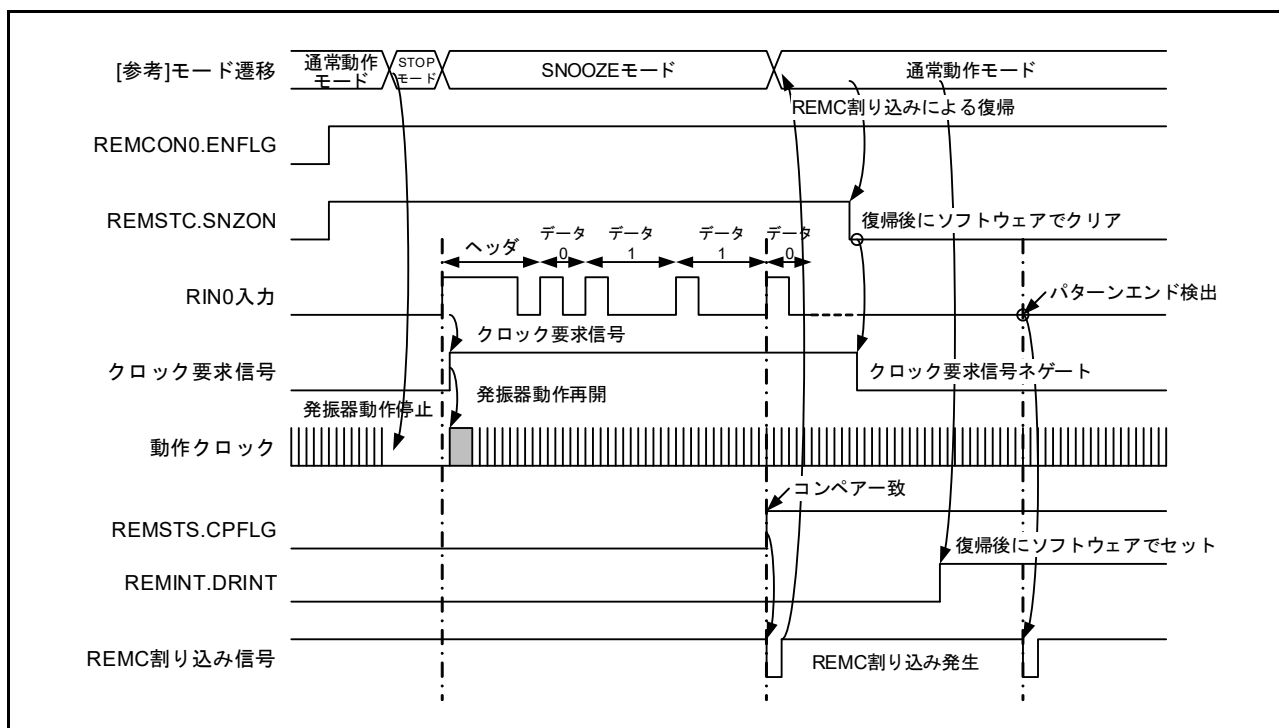 [参考]モード遷移
通常動作
モード
STOP
モード
SNOOZEモード
通常動作モード
REMC割り込みによる復帰
REMCON0.ENFLG
REMSTC.SNZON
復帰後にソフトウェアでクリア
ヘッダ
データ
0
データ
1
データ
1
データ
0
RIN0入力
パターンエンド検出
クロック要求信号
クロック要求信号
クロック要求信号ネゲート
発振器動作停止
発振器動作再開
動作クロック
コンペアー致
REMSTS.CPFLG
復帰後にソフトウェアでセット
REMINT.DRINT
REMC割り込み信号
REMC割り込み発生